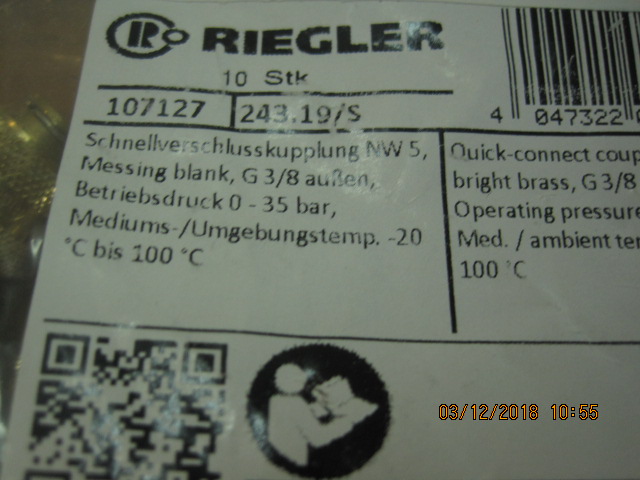 RIEGLER
10 Stk
107127 243.19/S
4 047322
Schnellverschlusskupplung NW 5,
Messing blank, G 3/8 außen,
Betriebsdruck 0 - 35 bar,
Mediums-/Umgebungstemp. -20
°C bis 100 °C
Quick-connect coup
bright brass, G 3/8
Operating pressure
Med. / ambient ter
100 °C
03/12/2018 10:55